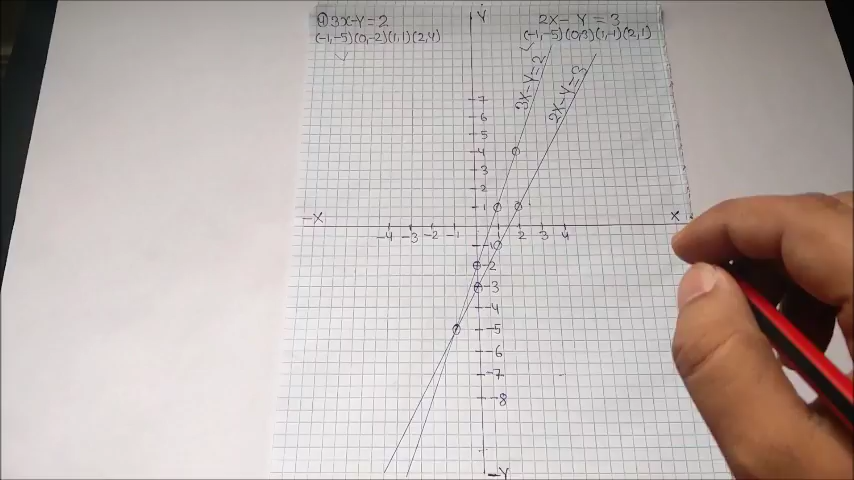 ④ 3X-Y=2
(-1,-5)(0,-2)(1,1)(2,4)
2X- Y = 3
(-1,-5)(0,3)(1,-1)(2,1)
Y
3X-Y=2
2X-Y=3
7
6
5
4
3
2
1
-X
X
-4 -3 -2 -1 1 2 3 4
-1
-2
-3
-4
-5
-6
-7
-8
-Y